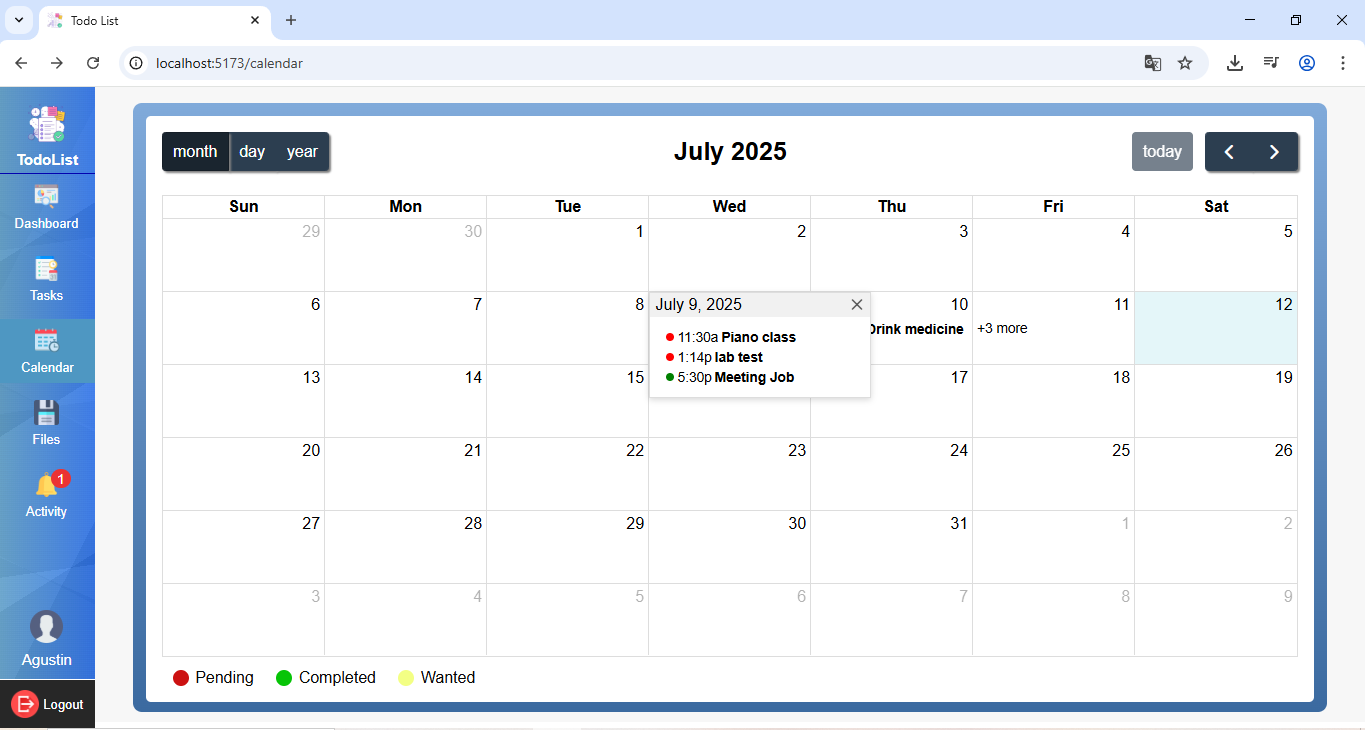 Todo List
localhost:5173/calendar
TodoList
Dashboard
Tasks
Calendar
Files
1
Activity
Agustin
Logout
month day year
July 2025
today
Sun Mon Tue Wed Thu Fri Sat
29 30 1 2 3 4 5
6 7 8 10 11 12
July 9, 2025
11:30a Piano class
1:14p lab test
5:30p Meeting Job
Drink medicine
+3 more
13 14 15 17 18 19
20 21 22 23 24 25 26
27 28 29 30 31 1 2
3 4 5 6 7 8 9
Pending Completed Wanted